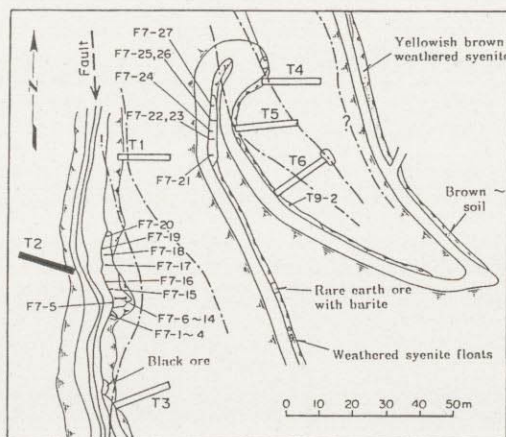 N
Fault
F7-27
F7-25,26
F7-24
F7-22,23
F7-21
T1
T4
T5
T6
T9-2
Yellowish brown
weathered syenite
?
Brown ~
soil
T2
F7-20
F7-19
F7-18
F7-17
F7-16
F7-15
F7-5
F7-6~14
F7-1~4
Black ore
T3
Rare earth ore
with barite
Weathered syenite floats
0 10 20 30 40 50m